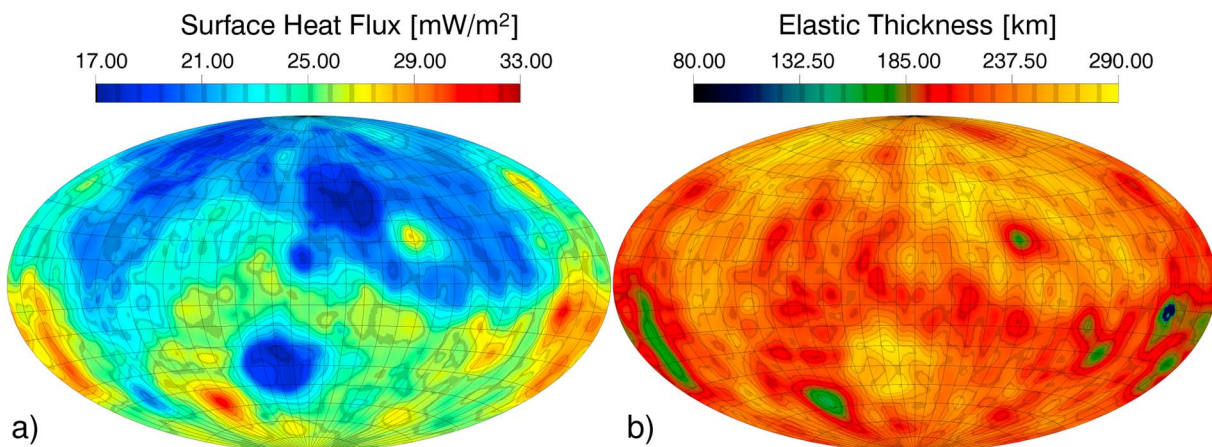 Surface Heat Flux [mW/m²]
17.00 21.00 25.00 29.00 33.00
Elastic Thickness [km]
80.00 132.50 185.00 237.50 290.00
a)
b)